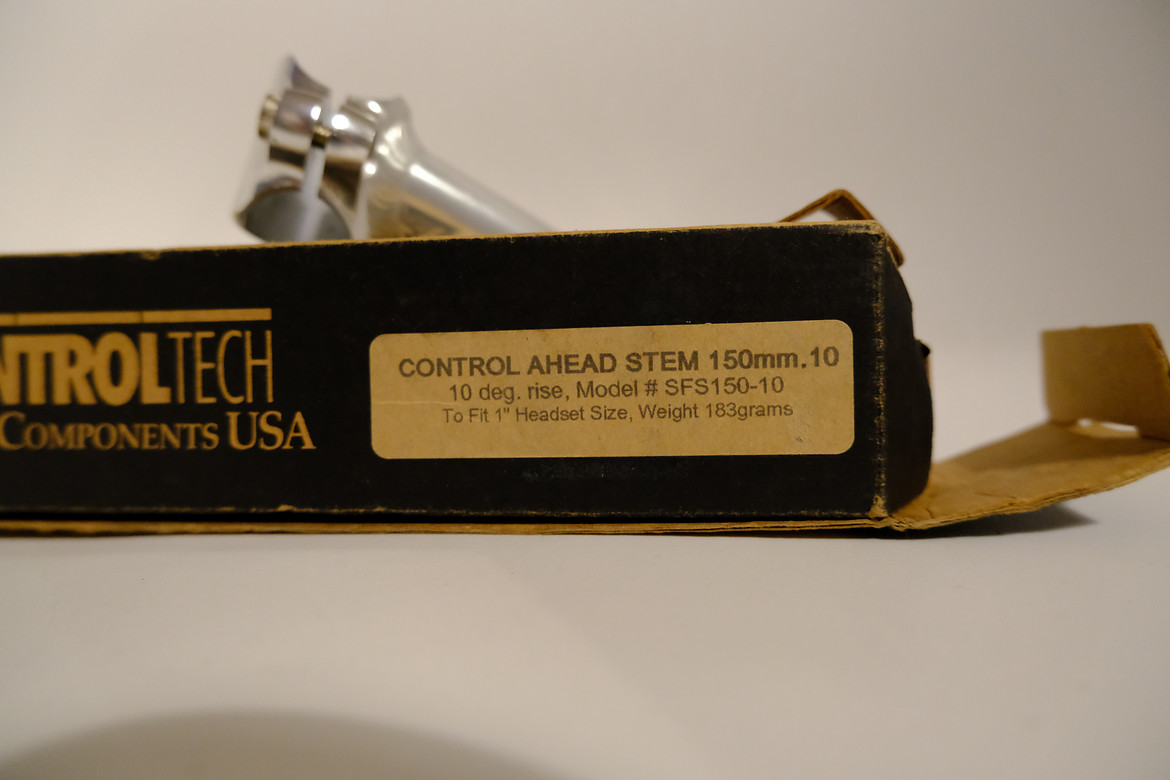 NTROLTECH
COMPONENTS USA
CONTROL AHEAD STEM 150mm.10
10 deg. rise, Model # SFS150-10
To Fit 1" Headset Size, Weight 183grams